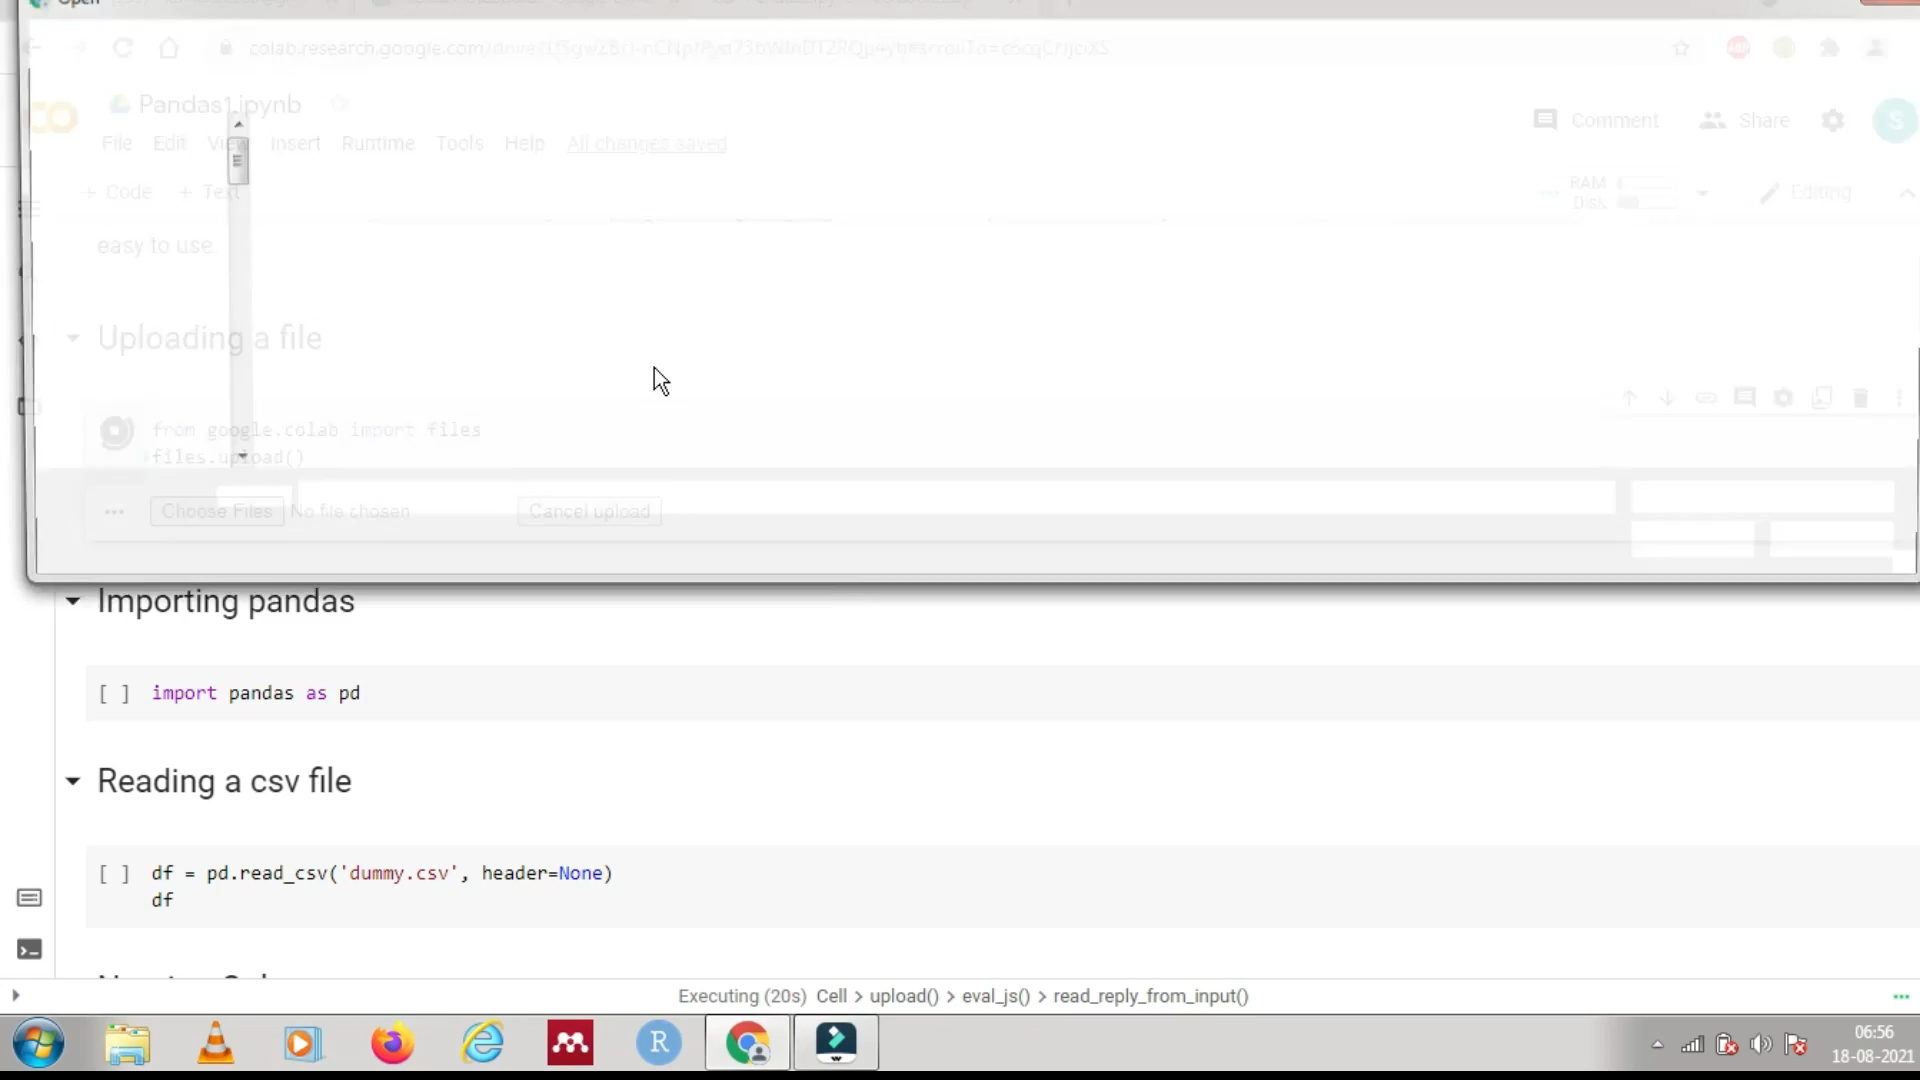 Open
Pandas1.ipynb
File Edit View Insert Runtime Tools Help All changes saved
Comment Share
S
+ Code + Text
RAM
Disk
Editing
easy to use.
Uploading a file
from google.colab import files
files.upload()
Choose Files No file chosen Cancel upload
Importing pandas
[ ] import pandas as pd
Reading a csv file
[ ] df = pd.read_csv('dummy.csv', header=None)
df
Executing (20s) Cell > upload() > eval_js() > read_reply_from_input()
R
06:56
18-08-2021